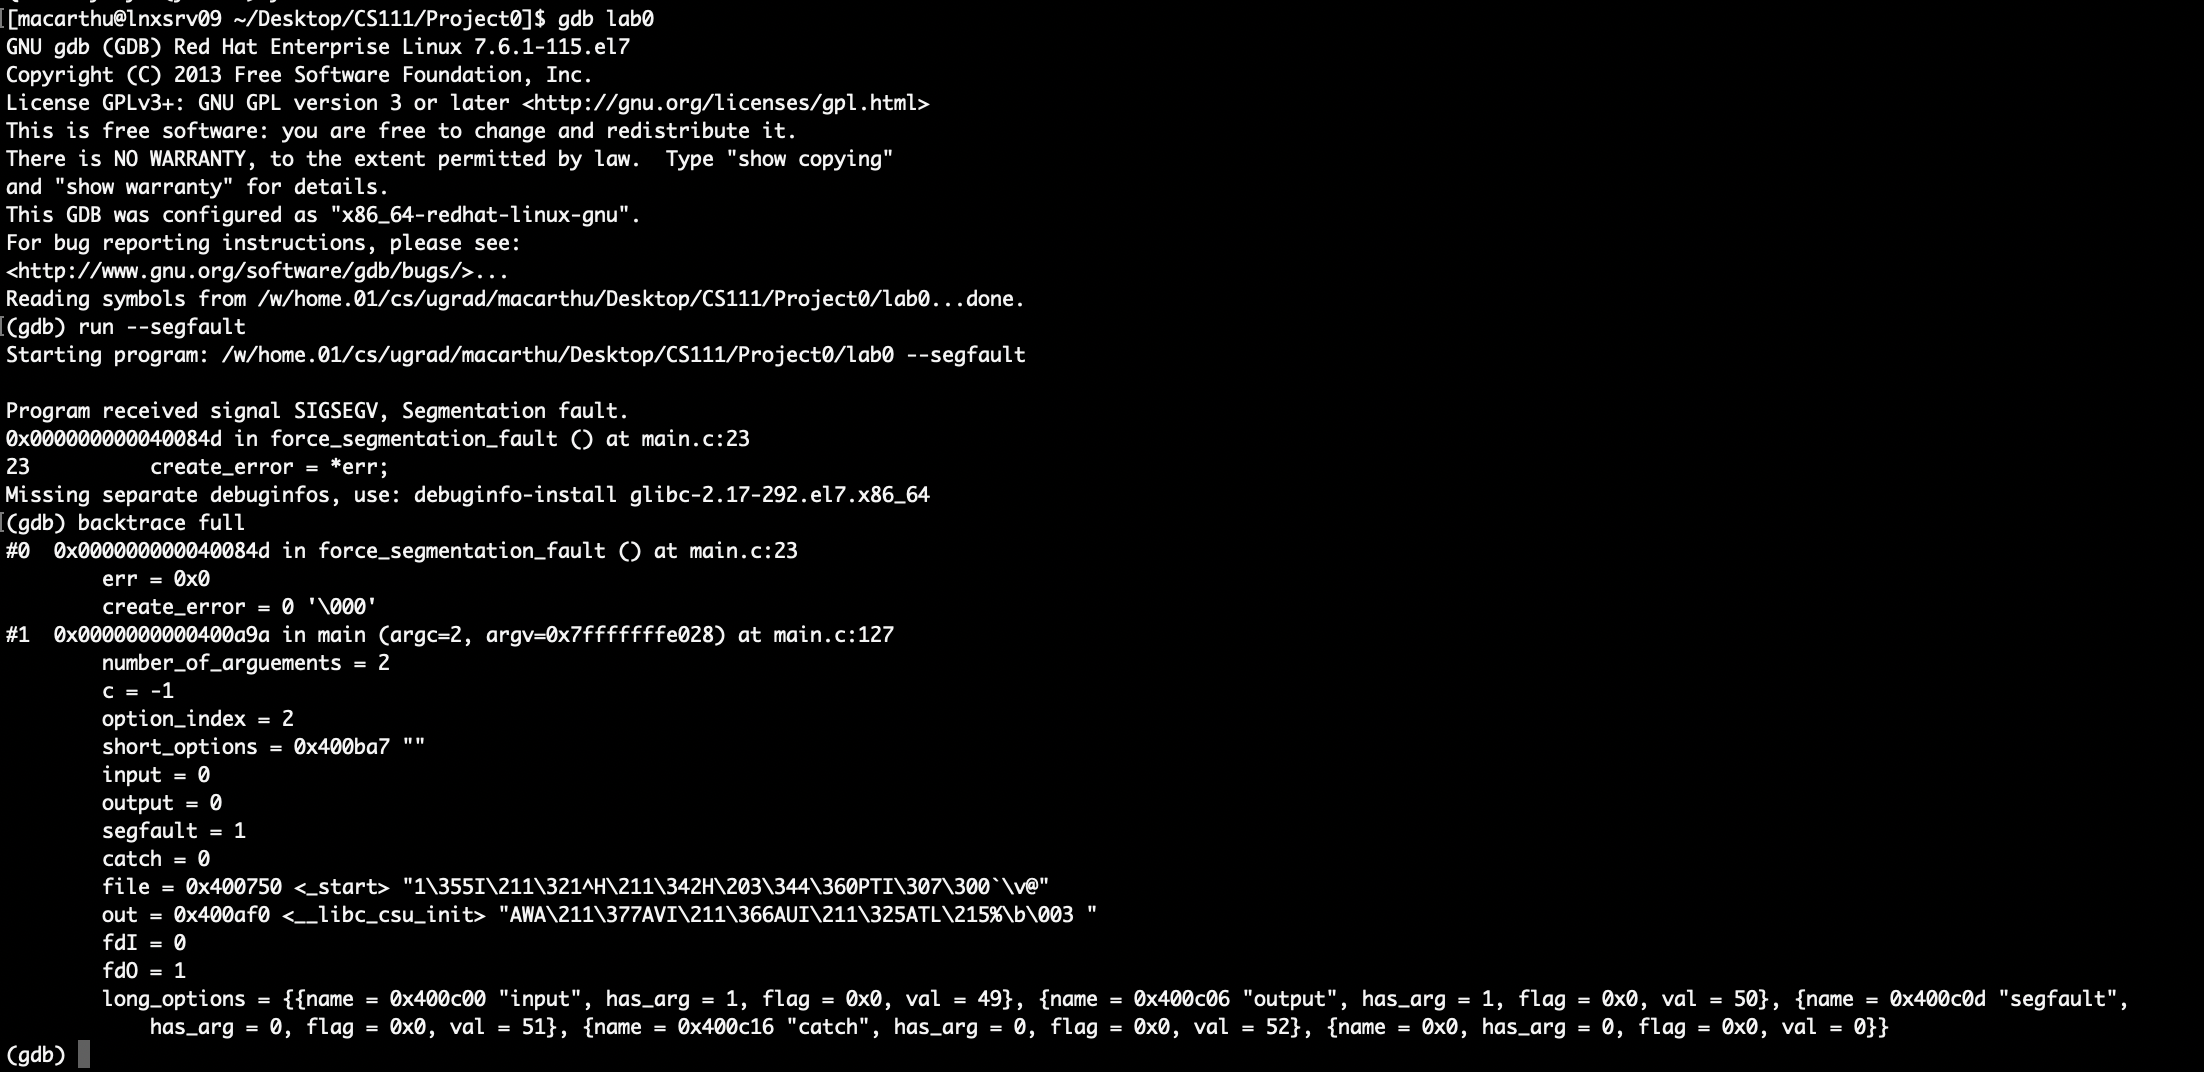 [macarthu@lnxsrv09 ~/Desktop/CS111/Project0]$ gdb lab0
GNU gdb (GDB) Red Hat Enterprise Linux 7.6.1-115.el7
Copyright (C) 2013 Free Software Foundation, Inc.
License GPLv3+: GNU GPL version 3 or later <http://gnu.org/licenses/gpl.html>
This is free software: you are free to change and redistribute it.
There is NO WARRANTY, to the extent permitted by law.  Type "show copying"
and "show warranty" for details.
This GDB was configured as "x86_64-redhat-linux-gnu".
For bug reporting instructions, please see:
<http://www.gnu.org/software/gdb/bugs/>...
Reading symbols from /w/home.01/cs/ugrad/macarthu/Desktop/CS111/Project0/lab0...done.
(gdb) run --segfault
Starting program: /w/home.01/cs/ugrad/macarthu/Desktop/CS111/Project0/lab0 --segfault
Program received signal SIGSEGV, Segmentation fault.
0x000000000040084d in force_segmentation_fault () at main.c:23
23          create_error = *err;
Missing separate debuginfos, use: debuginfo-install glibc-2.17-292.el7.x86_64
(gdb) backtrace full
#0  0x000000000040084d in force_segmentation_fault () at main.c:23
        err = 0x0
        create_error = 0 '\000'
#1  0x0000000000400a9a in main (argc=2, argv=0x7fffffffe028) at main.c:127
        number_of_arguements = 2
        c = -1
        option_index = 2
        short_options = 0x400ba7 ""
        input = 0
        output = 0
        segfault = 1
        catch = 0
        file = 0x400750 <_start> "1\355I\211\321^H\211\342H\203\344\360PTI\307\300`\v@"
        out = 0x400af0 <__libc_csu_init> "AWA\211\377AVI\211\366AUI\211\325ATL\215%\b\003 "
        fdI = 0
        fdO = 1
        long_options = {{name = 0x400c00 "input", has_arg = 1, flag = 0x0, val = 49}, {name = 0x400c06 "output", has_arg = 1, flag = 0x0, val = 50}, {name = 0x400c0d "segfault",
            has_arg = 0, flag = 0x0, val = 51}, {name = 0x400c16 "catch", has_arg = 0, flag = 0x0, val = 52}, {name = 0x0, has_arg = 0, flag = 0x0, val = 0}}
(gdb)